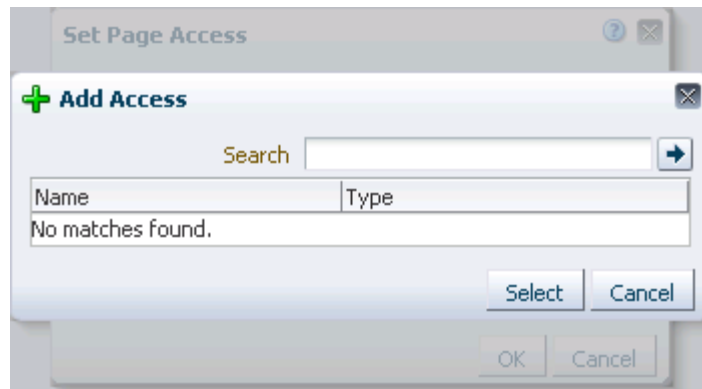 Set Page Access
Add Access
Search
Name Type
No matches found.
Select Cancel
OK Cancel